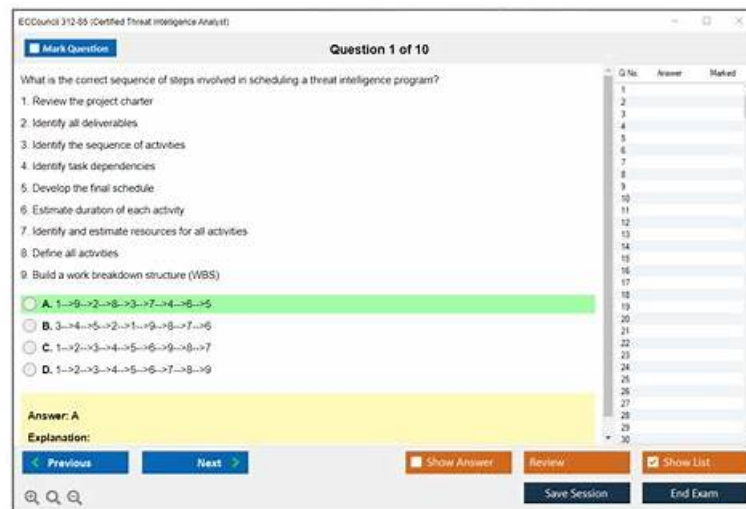 ECCouncil 312-85 (Certified Threat Intelligence Analyst)
Mark Question
Question 1 of 10
What is the correct sequence of steps involved in scheduling a threat intelligence program?
1. Review the project charter
2. Identify all deliverables
3. Identify the sequence of activities
4. Identify task dependencies
5. Develop the final schedule
6. Estimate duration of each activity
7. Identify and estimate resources for all activities
8. Define all activities
9. Build a work breakdown structure (WBS)
A. 1-->9-->2-->8-->3-->7-->4-->6-->5
B. 3-->4-->5-->2-->1-->9-->8-->7-->6
C. 1-->2-->3-->4-->5-->6-->9-->8-->7
D. 1-->2-->3-->4-->5-->6-->7-->8-->9
Answer: A
Explanation:
Q No. Answer Marked
1
2
3
4
5
6
7
8
9
10
11
12
13
14
15
16
17
18
19
20
21
22
23
24
25
26
27
28
29
30
Previous
Next
Show Answer
Review
Show List
Save Session
End Exam